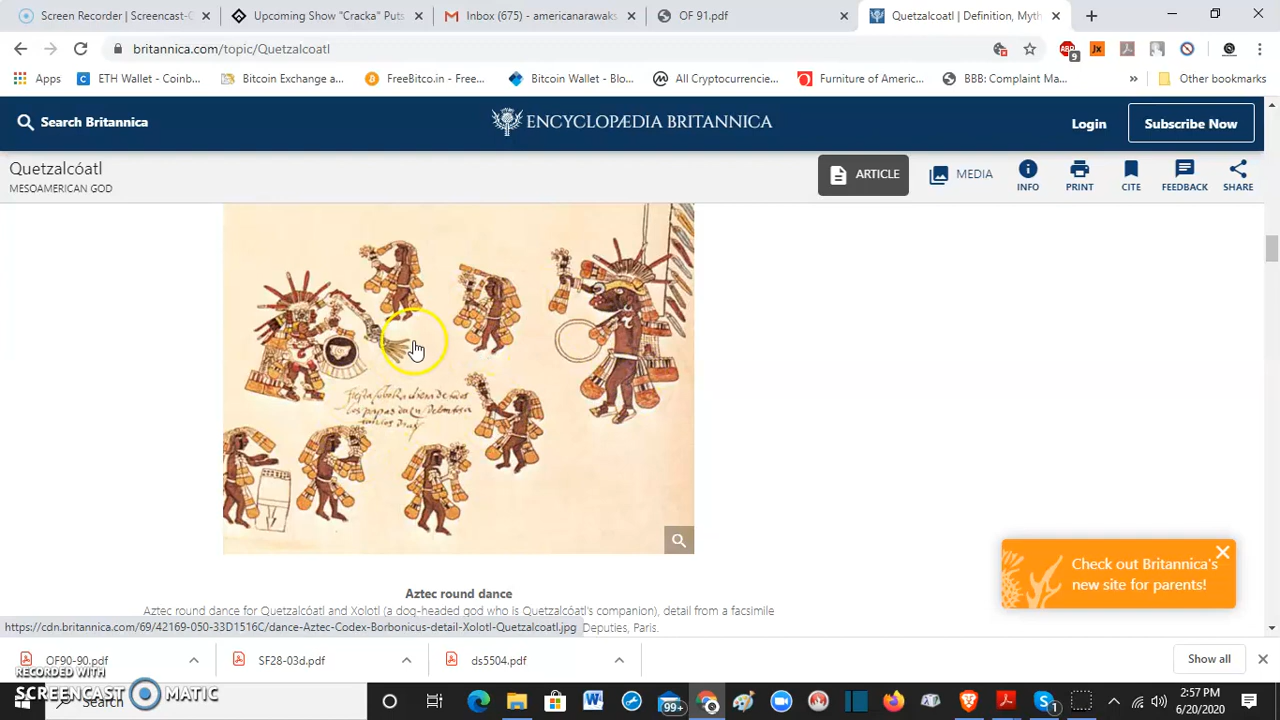 Screen Recorder | Screencast-O
Upcoming Show "Cracka" Puts
Inbox (675) - americanarawaks
OF 91.pdf
Quetzalcoatl | Definition, Myth
britannica.com/topic/Quetzalcoatl
9
Apps
ETH Wallet - Coinb...
Bitcoin Exchange a...
FreeBitco.in - Free...
Bitcoin Wallet - Blo...
All Cryptocurrencie...
Furniture of Americ...
BBB: Complaint Ma...
»
Other bookmarks
Search Britannica
ENCYCLOPÆDIA BRITANNICA
Login
Subscribe Now
Quetzalcóatl
MESOAMERICAN GOD
ARTICLE
MEDIA
INFO
PRINT
CITE
FEEDBACK
SHARE
Check out Britannica's
new site for parents!
Aztec round dance
Aztec round dance for Quetzalcóatl and Xolotl (a dog-headed god who is Quetzalcóatl's companion), detail from a facsimile
https://cdn.britannica.com/69/42169-050-33D1516C/dance-Aztec-Codex-Borbonicus-detail-Xolotl-Quetzalcoatl.jpg
Deputies, Paris.
OF90-90.pdf
SF28-03d.pdf
ds5504.pdf
Show all
RECORDED WITH
SCREENCAST MATIC
Search
99+
1
2:57 PM
6/20/2020